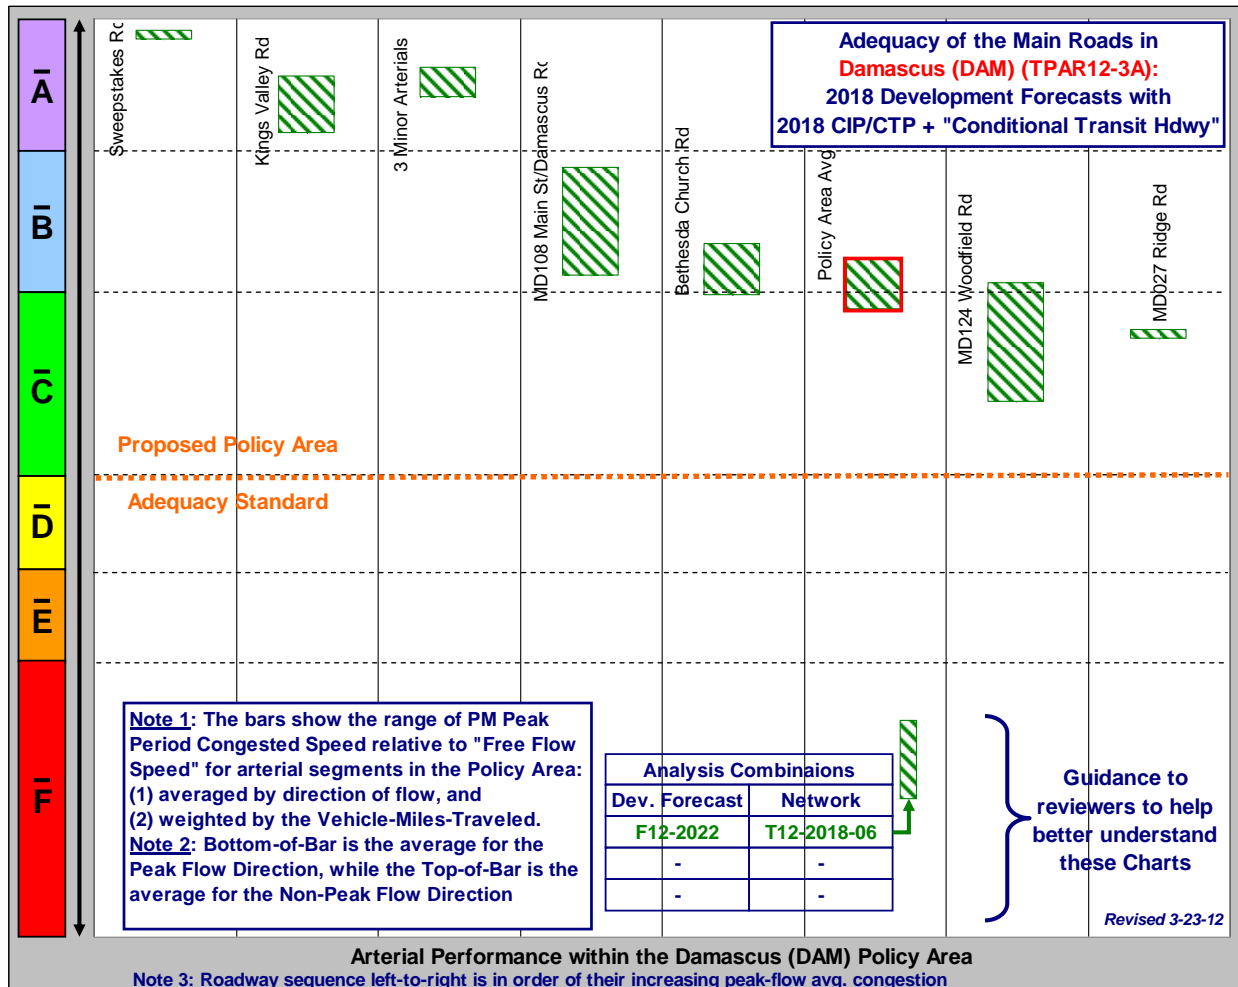 Adequacy of the Main Roads in
Damascus (DAM) (TPAR12-3A):
2018 Development Forecasts with
2018 CIP/CTP + "Conditional Transit Hdwy"
A
B
C
D
E
F
Sweepstakes Rd
Kings Valley Rd
3 Minor Arterials
MD108 Main St/Damascus Rd
Bethesda Church Rd
Policy Area Avg
MD124 Woodfield Rd
MD027 Ridge Rd
Proposed Policy Area
Adequacy Standard
Note 1: The bars show the range of PM Peak
Period Congested Speed relative to "Free Flow
Speed" for arterial segments in the Policy Area:
(1) averaged by direction of flow, and
(2) weighted by the Vehicle-Miles-Traveled.
Note 2: Bottom-of-Bar is the average for the
Peak Flow Direction, while the Top-of-Bar is the
average for the Non-Peak Flow Direction
Analysis Combinaions
Dev. Forecast Network
F12-2022 T12-2018-06
- -
- -
Guidance to
reviewers to help
better understand
these Charts
Revised 3-23-12
Arterial Performance within the Damascus (DAM) Policy Area
Note 3: Roadway sequence left-to-right is in order of their increasing peak-flow avg. congestion